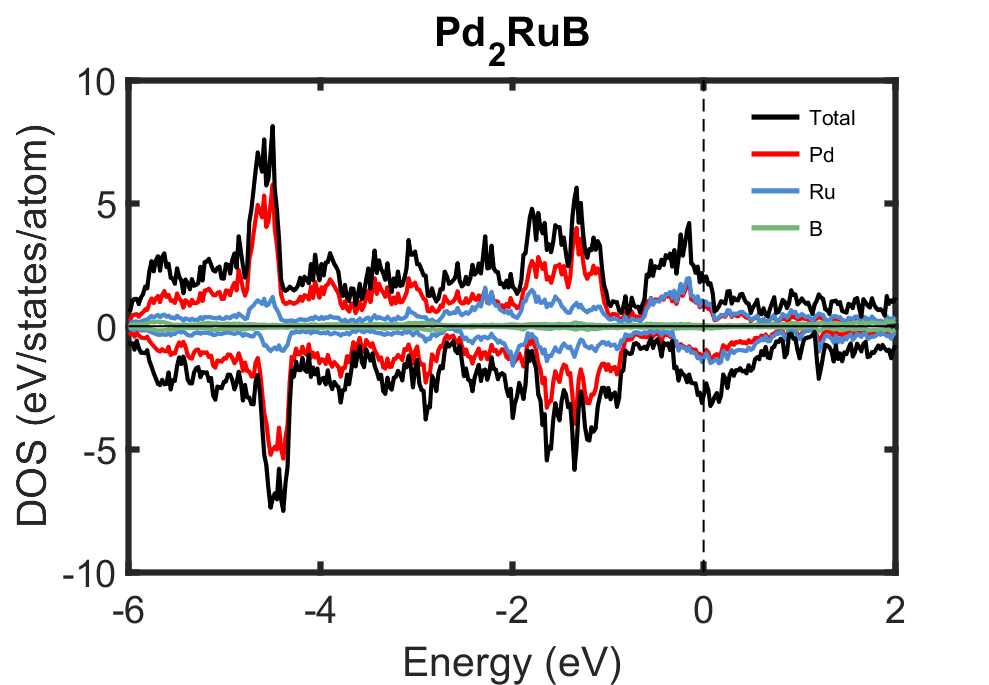 Pd₂RuB
10
5
0
-5
-10
DOS (eV/states/atom)
Total
Pd
Ru
B
-6
-4
-2
0
2
Energy (eV)